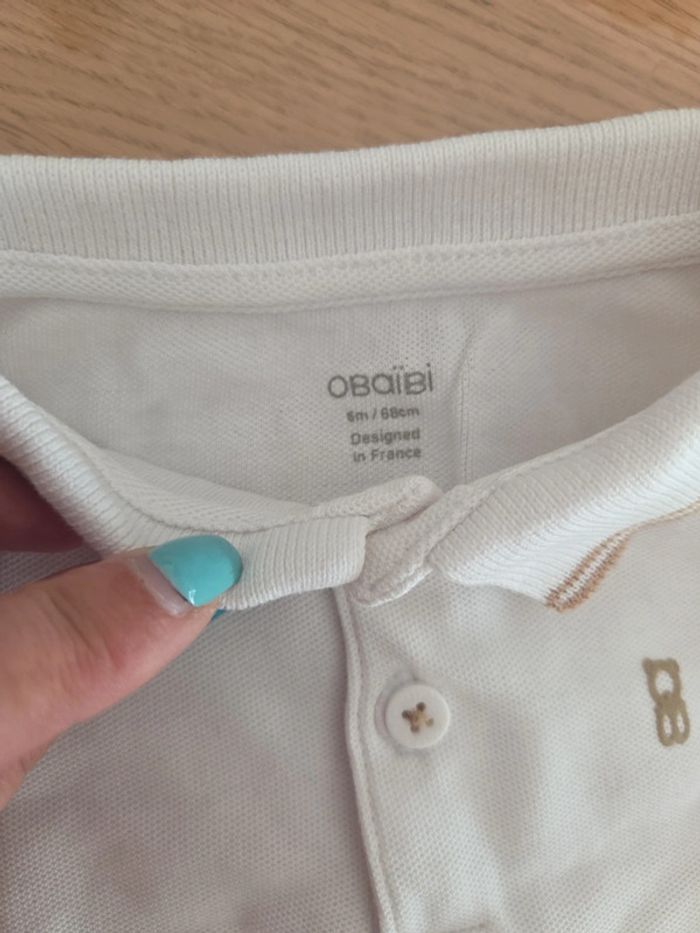 OBaïBi
6m / 68cm
Designed
in France